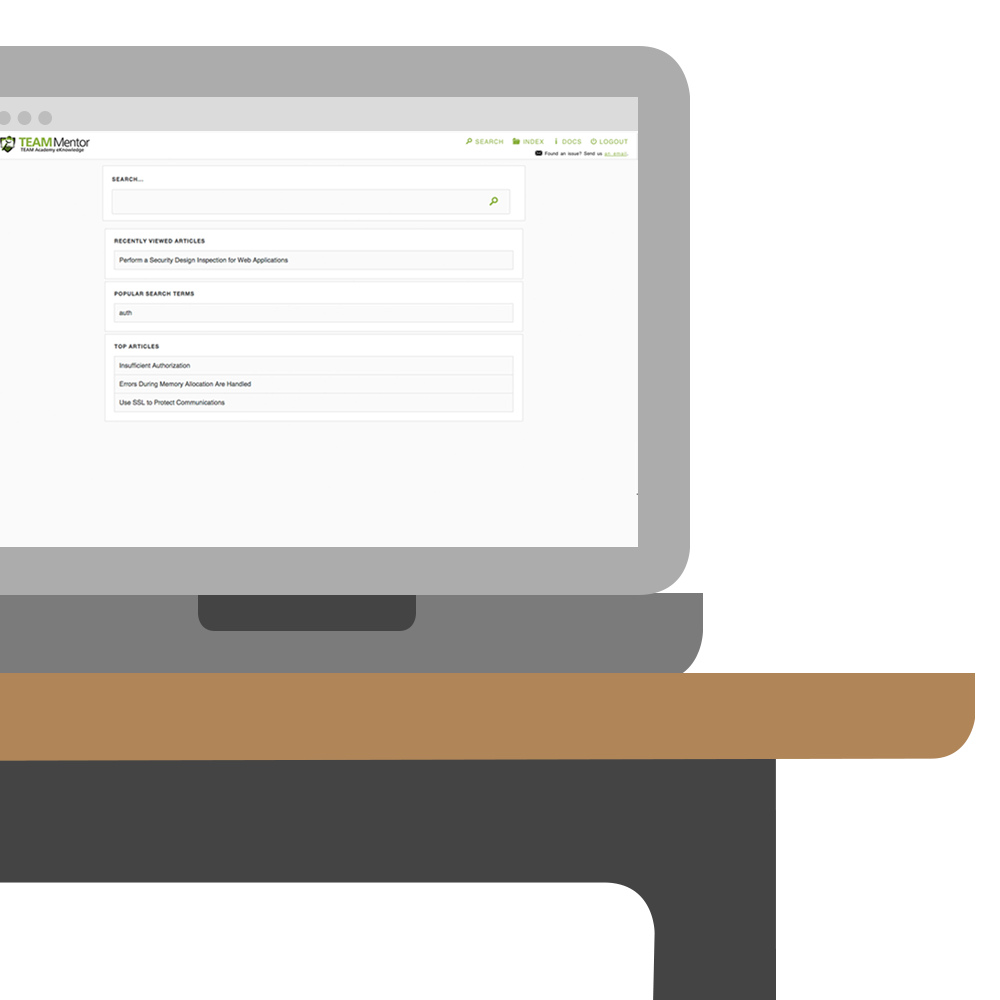 TEAM Mentor
TEAM Academy eKnowledge
SEARCH INDEX DOCS LOGOUT
Found an issue? Send us an email.
SEARCH...
RECENTLY VIEWED ARTICLES
Perform a Security Design Inspection for Web Applications
POPULAR SEARCH TERMS
auth
TOP ARTICLES
Insufficient Authorization
Errors During Memory Allocation Are Handled
Use SSL to Protect Communications